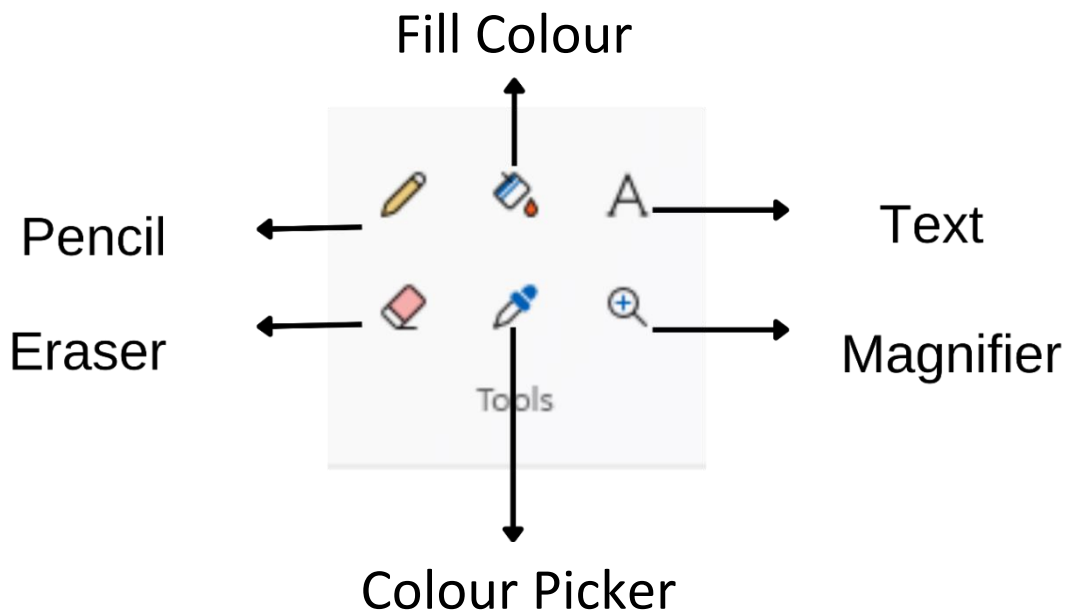 Fill Colour
Pencil
Text
Eraser
Magnifier
Tools
Colour Picker